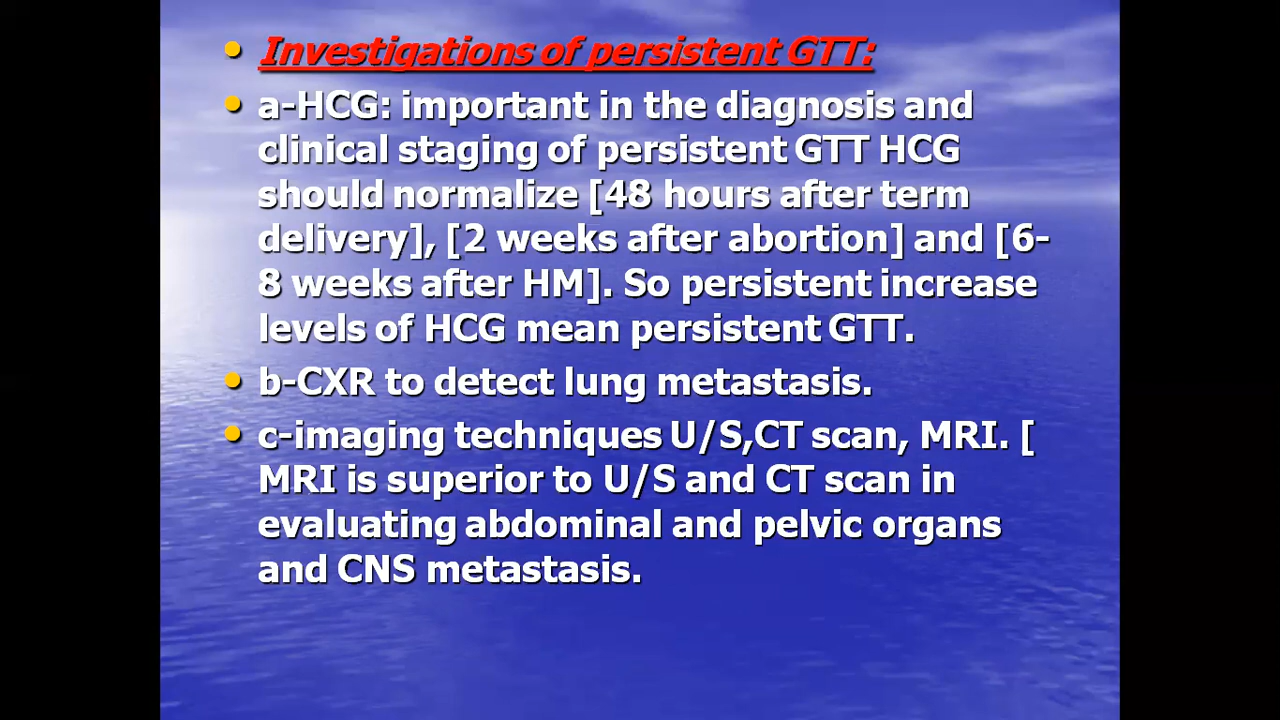 Investigations of persistent GTT:
a-HCG: important in the diagnosis and
clinical staging of persistent GTT HCG
should normalize [48 hours after term
delivery], [2 weeks after abortion] and [6-
8 weeks after HM]. So persistent increase
levels of HCG mean persistent GTT.
b-CXR to detect lung metastasis.
c-imaging techniques U/S,CT scan, MRI. [
MRI is superior to U/S and CT scan in
evaluating abdominal and pelvic organs
and CNS metastasis.